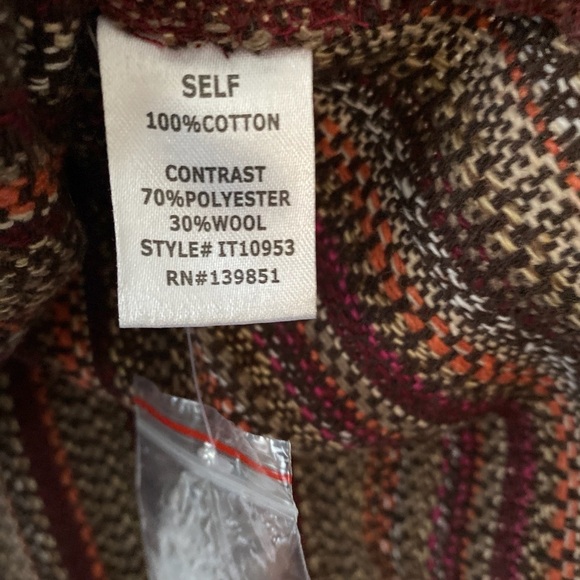 SELF
100%COTTON
CONTRAST
70%POLYESTER
30%WOOL
STYLE# IT10953
RN#139851